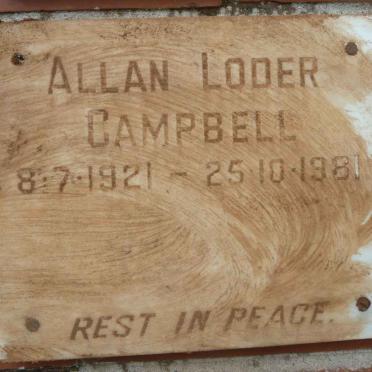 ALLAN LODER
CAMPBELL
8·7·1921 - 25·10·1981
REST IN PEACE.